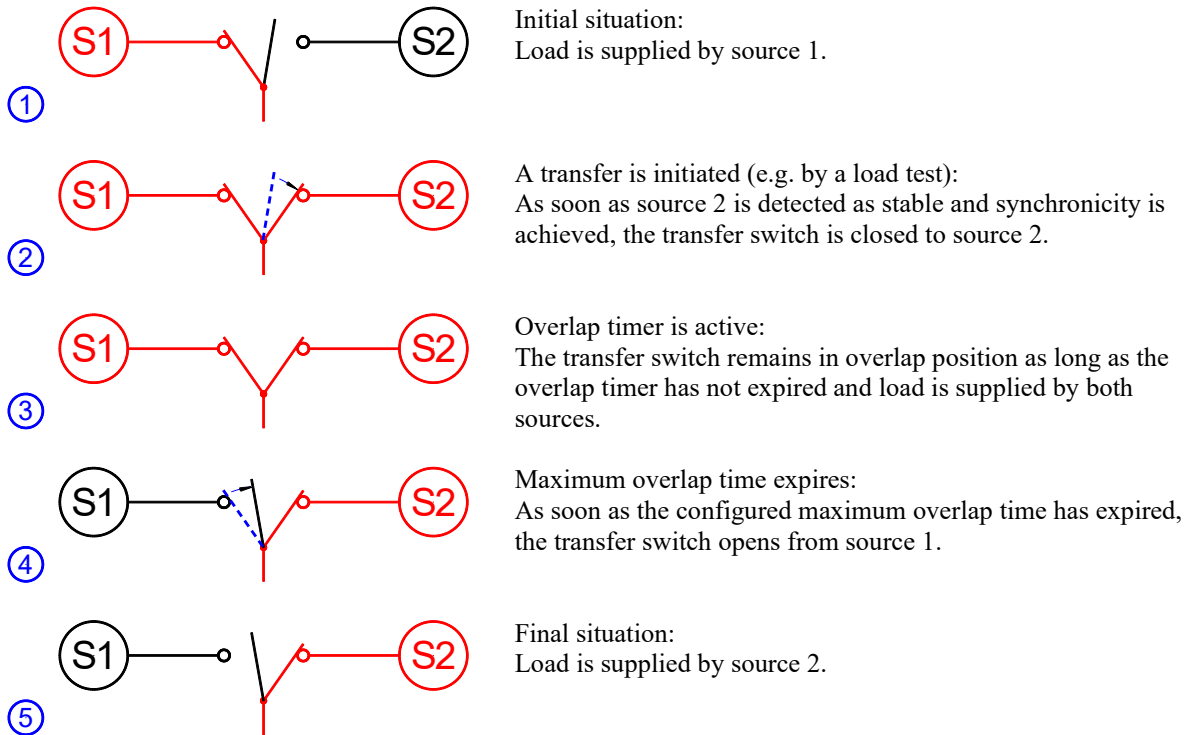 S1
S2
Initial situation:
Load is supplied by source 1.
1
S1
S2
A transfer is initiated (e.g. by a load test):
As soon as source 2 is detected as stable and synchronicity is
achieved, the transfer switch is closed to source 2.
2
S1
S2
Overlap timer is active:
The transfer switch remains in overlap position as long as the
overlap timer has not expired and load is supplied by both
sources.
3
S1
S2
Maximum overlap time expires:
As soon as the configured maximum overlap time has expired,
the transfer switch opens from source 1.
4
S1
S2
Final situation:
Load is supplied by source 2.
5